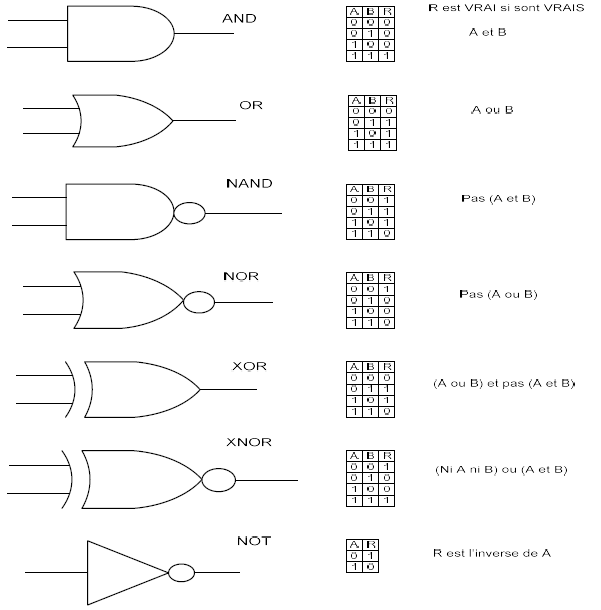 AND
A B R
0 0 0
0 1 0
1 0 0
1 1 1
R est VRAI si sont VRAIS
A et B
OR
A B R
0 0 0
0 1 1
1 0 1
1 1 1
A ou B
NAND
A B R
0 0 1
0 1 1
1 0 1
1 1 0
Pas (A et B)
NOR
A B R
0 0 1
0 1 0
1 0 0
1 1 0
Pas (A ou B)
XOR
A B R
0 0 0
0 1 1
1 0 1
1 1 0
(A ou B) et pas (A et B)
XNOR
A B R
0 0 1
0 1 0
1 0 0
1 1 1
(Ni A ni B) ou (A et B)
NOT
A R
0 1
1 0
R est l'inverse de A